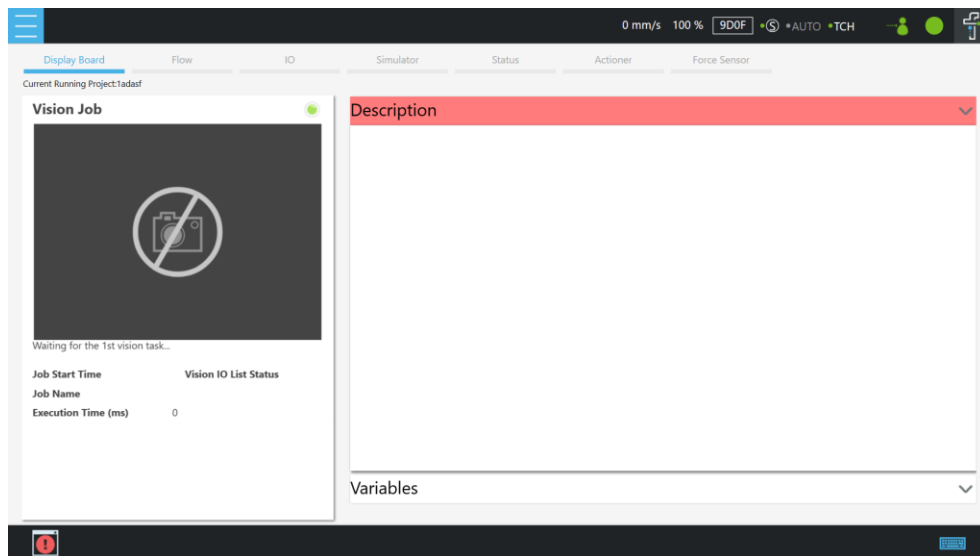 0 mm/s 100 % 9D0F S AUTO TCH
Display Board Flow IO Simulator Status Actioner Force Sensor
Current Running Project:1adasf
Vision Job
Description
Waiting for the 1st vision task...
Job Start Time Vision IO List Status
Job Name
Execution Time (ms) 0
Variables